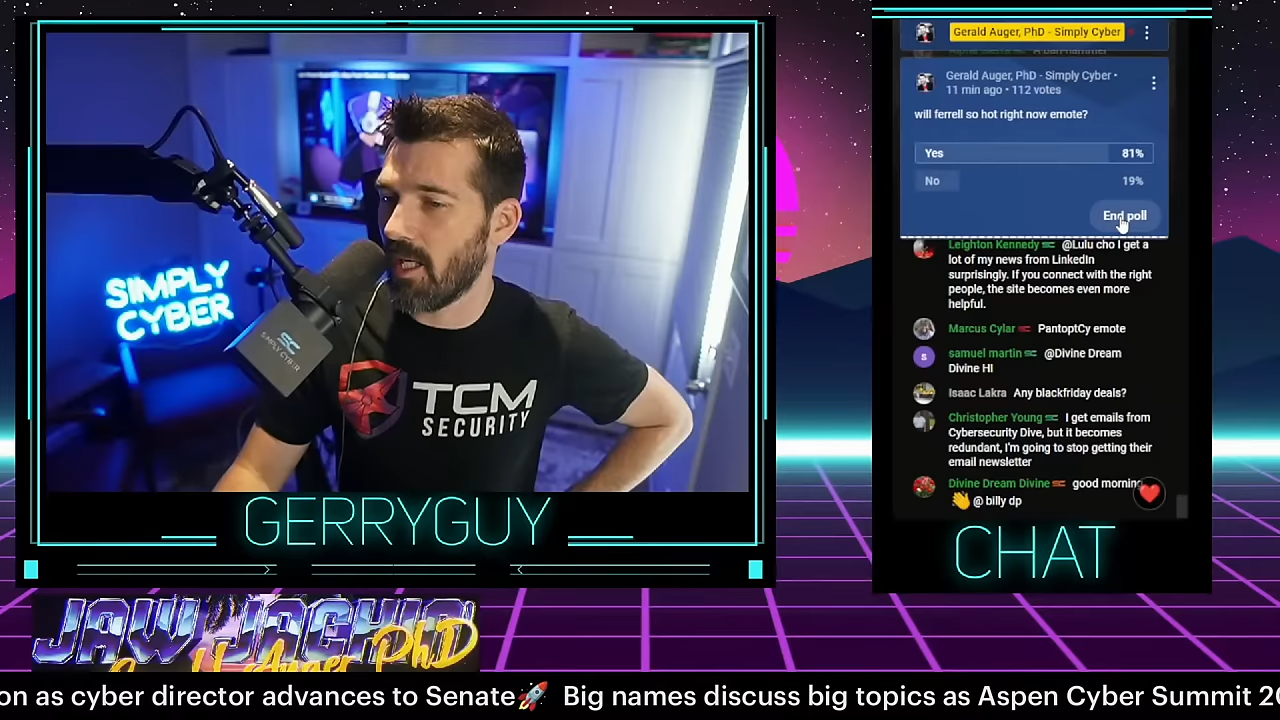 SIMPLY
CYBER
SIMPLY CYBER
TCM
SECURITY
GERRYGUY
JAW JACKIN
PhD
Gerald Auger, PhD - Simply Cyber
Gerald Auger, PhD - Simply Cyber •
11 min ago • 112 votes
will ferrell so hot right now emote?
Yes 81%
No 19%
End poll
Leighton Kennedy @Lulu cho I get a
lot of my news from LinkedIn
surprisingly. If you connect with the right
people, the site becomes even more
helpful.
Marcus Cylar PantoptCy emote
samuel martin @Divine Dream
Divine HI
Isaac Lakra Any blackfriday deals?
Christopher Young I get emails from
Cybersecurity Dive, but it becomes
redundant, I'm going to stop getting their
email newsletter
Divine Dream Divine good morning
👋 @ billy dp
CHAT
on as cyber director advances to Senate🚀 Big names discuss big topics as Aspen Cyber Summit 20